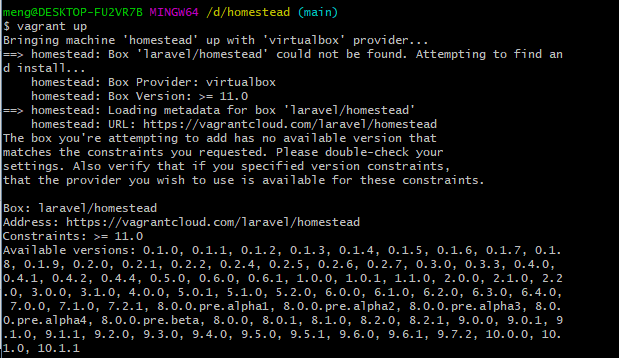 meng@DESKTOP-FU2VR7B MINGW64 /d/homestead (main)
$ vagrant up
Bringing machine 'homestead' up with 'virtualbox' provider...
==> homestead: Box 'laravel/homestead' could not be found. Attempting to find an
d install...
    homestead: Box Provider: virtualbox
    homestead: Box Version: >= 11.0
==> homestead: Loading metadata for box 'laravel/homestead'
    homestead: URL: https://vagrantcloud.com/laravel/homestead
The box you're attempting to add has no available version that
matches the constraints you requested. Please double-check your
settings. Also verify that if you specified version constraints,
that the provider you wish to use is available for these constraints.
Box: laravel/homestead
Address: https://vagrantcloud.com/laravel/homestead
Constraints: >= 11.0
Available versions: 0.1.0, 0.1.1, 0.1.2, 0.1.3, 0.1.4, 0.1.5, 0.1.6, 0.1.7, 0.1.
8, 0.1.9, 0.2.0, 0.2.1, 0.2.2, 0.2.4, 0.2.5, 0.2.6, 0.2.7, 0.3.0, 0.3.3, 0.4.0,
0.4.1, 0.4.2, 0.4.4, 0.5.0, 0.6.0, 0.6.1, 1.0.0, 1.0.1, 1.1.0, 2.0.0, 2.1.0, 2.2
.0, 3.0.0, 3.1.0, 4.0.0, 5.0.1, 5.1.0, 5.2.0, 6.0.0, 6.1.0, 6.2.0, 6.3.0, 6.4.0,
 7.0.0, 7.1.0, 7.2.1, 8.0.0.pre.alpha1, 8.0.0.pre.alpha2, 8.0.0.pre.alpha3, 8.0.
0.pre.alpha4, 8.0.0.pre.beta, 8.0.0, 8.0.1, 8.1.0, 8.2.0, 8.2.1, 9.0.0, 9.0.1, 9
.1.0, 9.1.1, 9.2.0, 9.3.0, 9.4.0, 9.5.0, 9.5.1, 9.6.0, 9.6.1, 9.7.2, 10.0.0, 10.
1.0, 10.1.1